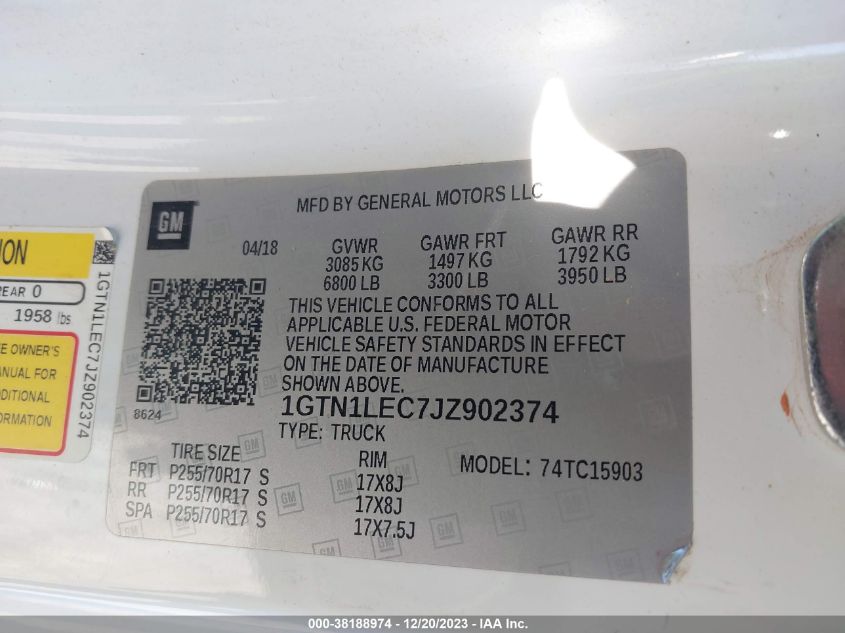 ION
REAR 0
1958 lbs
E OWNER'S
MANUAL FOR
DDITIONAL
ORMATION
1GTN1LEC7JZ902374
GM
MFD BY GENERAL MOTORS LLC
04/18
GVWR GAWR FRT GAWR RR
3085 KG 1497 KG 1792 KG
6800 LB 3300 LB 3950 LB
THIS VEHICLE CONFORMS TO ALL
APPLICABLE U.S. FEDERAL MOTOR
VEHICLE SAFETY STANDARDS IN EFFECT
ON THE DATE OF MANUFACTURE
SHOWN ABOVE.
8624
1GTN1LEC7JZ902374
TYPE: TRUCK
TIRE SIZE RIM MODEL: 74TC15903
FRT P255/70R17 S 17X8J
RR P255/70R17 S 17X8J
SPA P255/70R17 S 17X7.5J
000-38188974 - 12/20/2023 - IAA Inc.